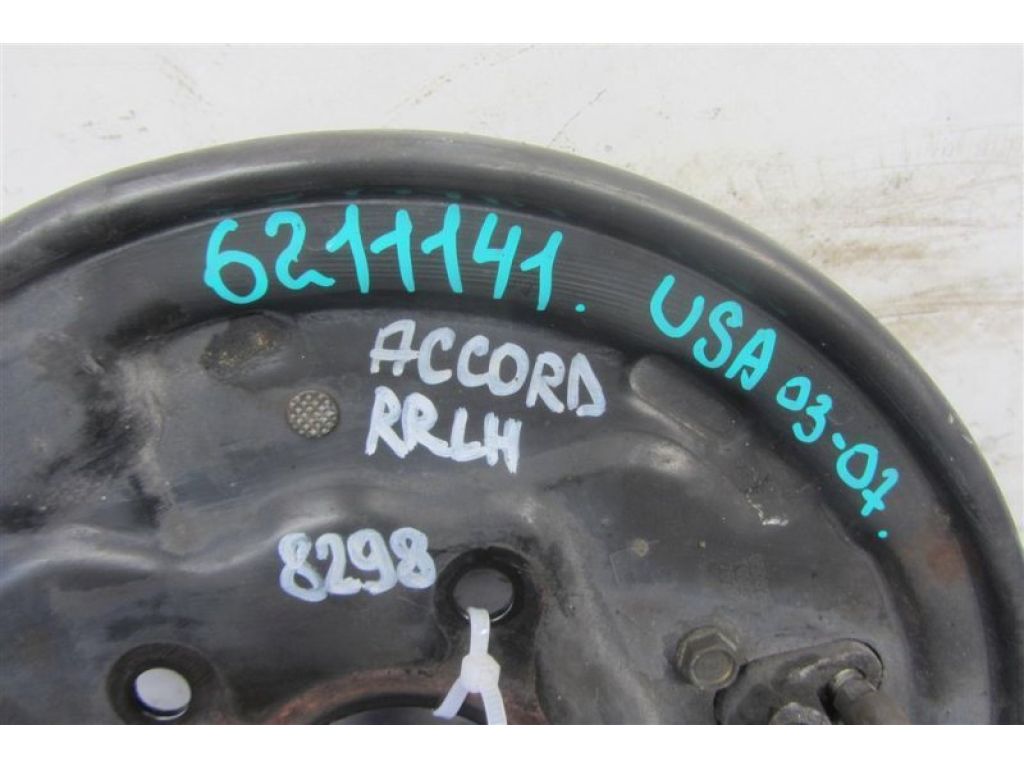 6211141. USA 03-07.
ACCORD
RRLH
8298